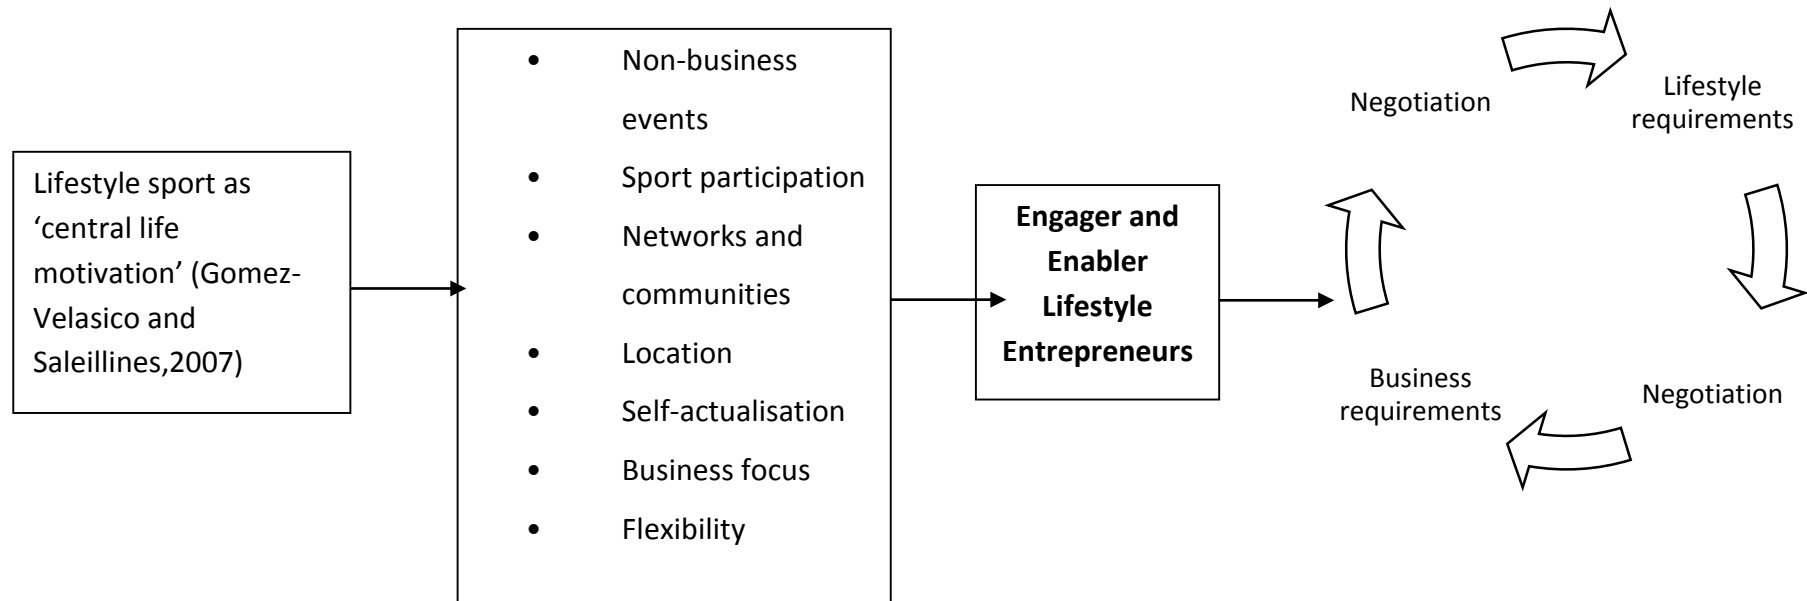 Lifestyle sport as
‘central life
motivation’ (Gomez-
Velasico and
Saleillines,2007)
• Non-business
events
• Sport participation
• Networks and
communities
• Location
• Self-actualisation
• Business focus
• Flexibility
Engager and
Enabler
Lifestyle
Entrepreneurs
Negotiation
Lifestyle
requirements
Negotiation
Business
requirements